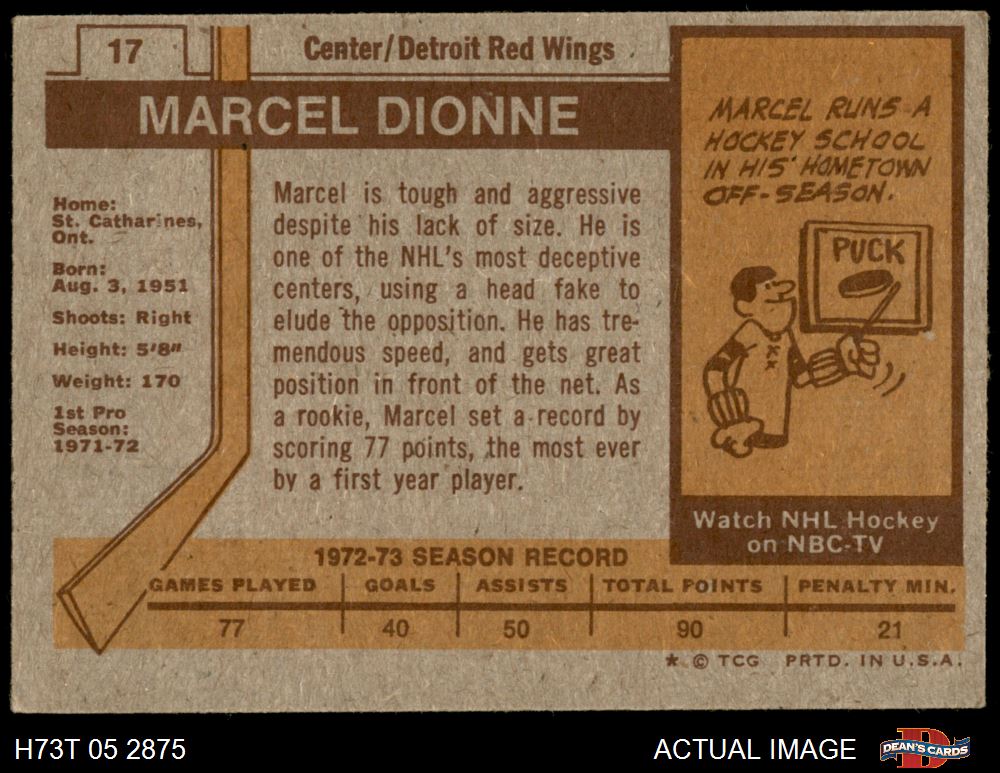 17
Center/Detroit Red Wings
MARCEL DIONNE
Home:
St. Catharines,
Ont.
Born:
Aug. 3, 1951
Shoots: Right
Height: 5'8"
Weight: 170
1st Pro
Season:
1971-72
Marcel is tough and aggressive
despite his lack of size. He is
one of the NHL's most deceptive
centers, using a head fake to
elude the opposition. He has tre-
mendous speed, and gets great
position in front of the net. As
a rookie, Marcel set a record by
scoring 77 points, the most ever
by a first year player.
MARCEL RUNS A
HOCKEY SCHOOL
IN HIS HOMETOWN
OFF-SEASON.
PUCK
Watch NHL Hockey
on NBC-TV
1972-73 SEASON RECORD
GAMES PLAYED GOALS ASSISTS TOTAL POINTS PENALTY MIN.
77 40 50 90 21
* © TCG PRTD. IN U.S.A.
H73T 05 2875 ACTUAL IMAGE
DEAN'S CARDS